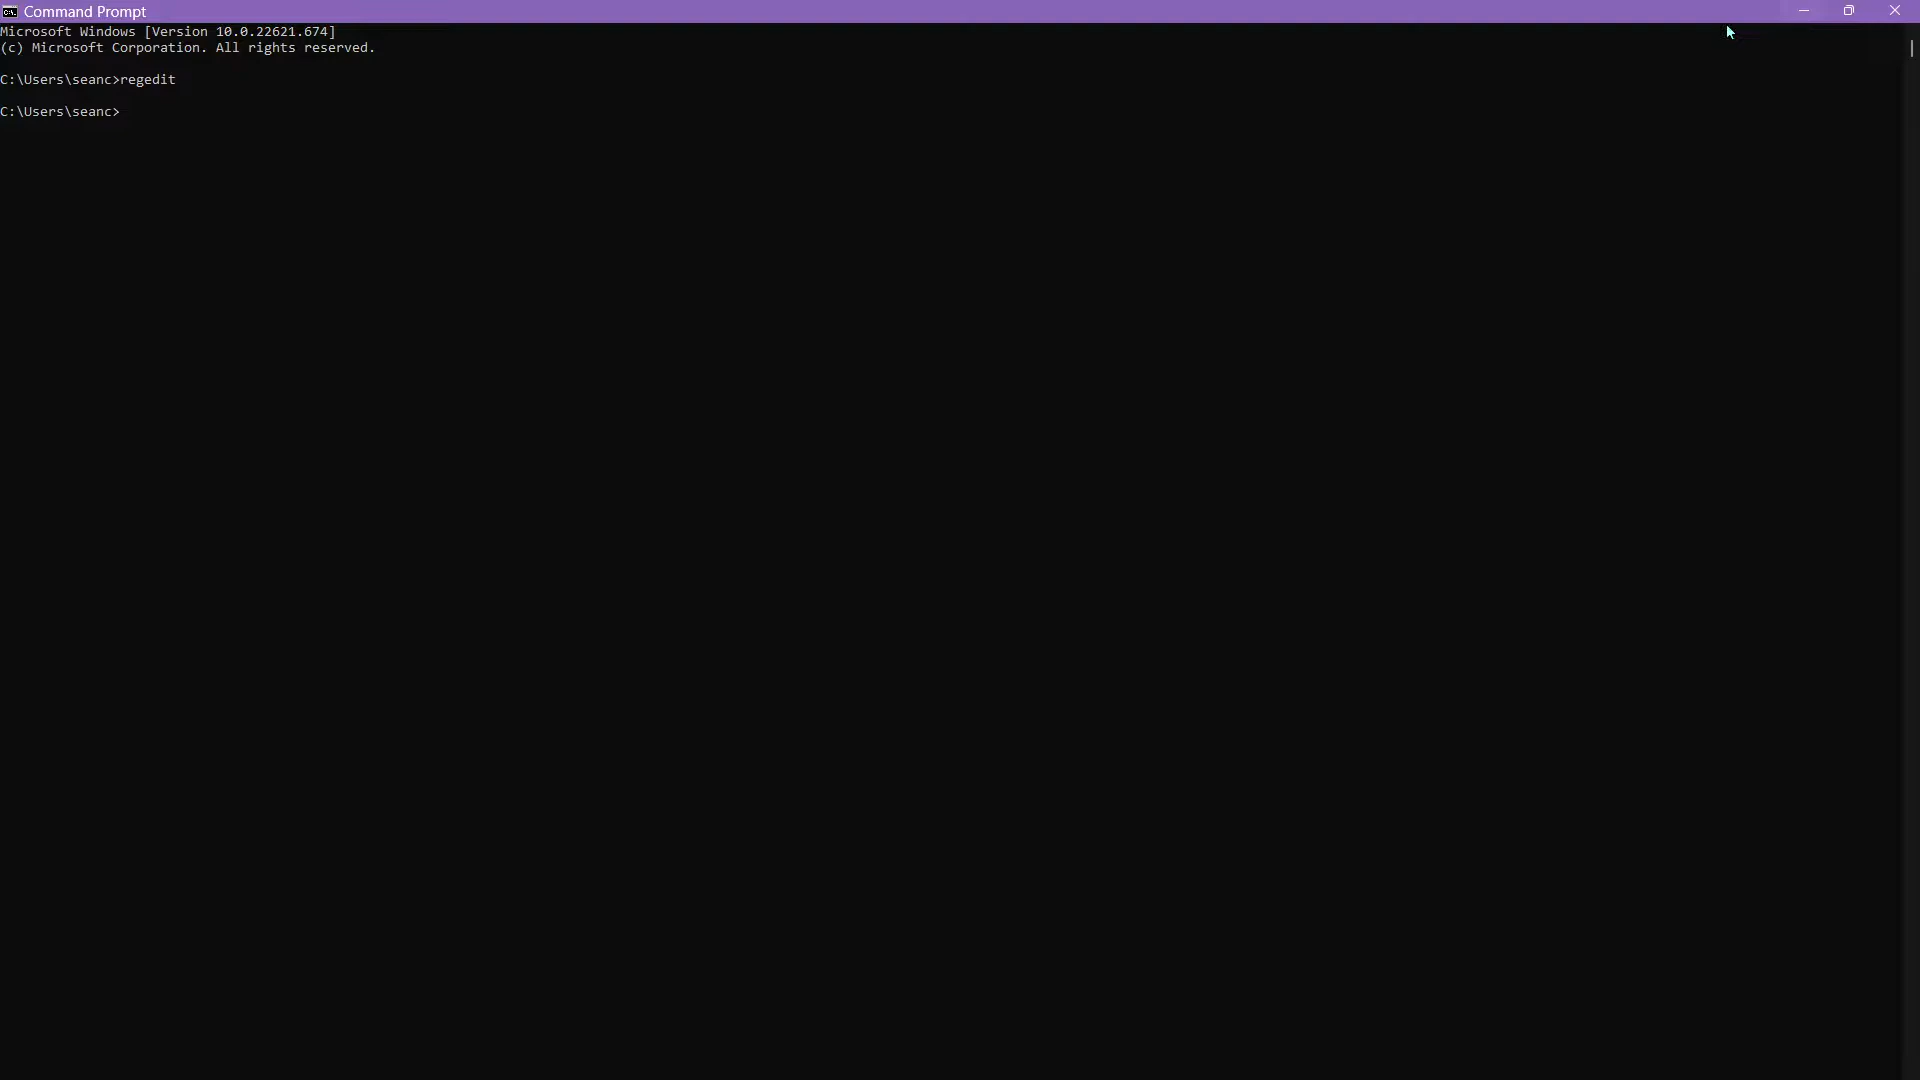 Command Prompt
Microsoft Windows [Version 10.0.22621.674]
(c) Microsoft Corporation. All rights reserved.
C:\Users\seanc>regedit
C:\Users\seanc>